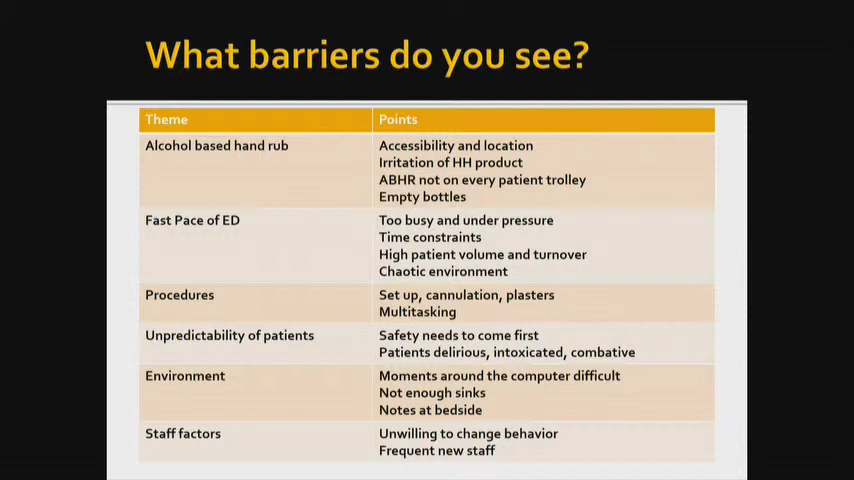 What barriers do you see?
Theme Points
Alcohol based hand rub Accessibility and location
Irritation of HH product
ABHR not on every patient trolley
Empty bottles
Fast Pace of ED Too busy and under pressure
Time constraints
High patient volume and turnover
Chaotic environment
Procedures Set up, cannulation, plasters
Multitasking
Unpredictability of patients Safety needs to come first
Patients delirious, intoxicated, combative
Environment Moments around the computer difficult
Not enough sinks
Notes at bedside
Staff factors Unwilling to change behavior
Frequent new staff